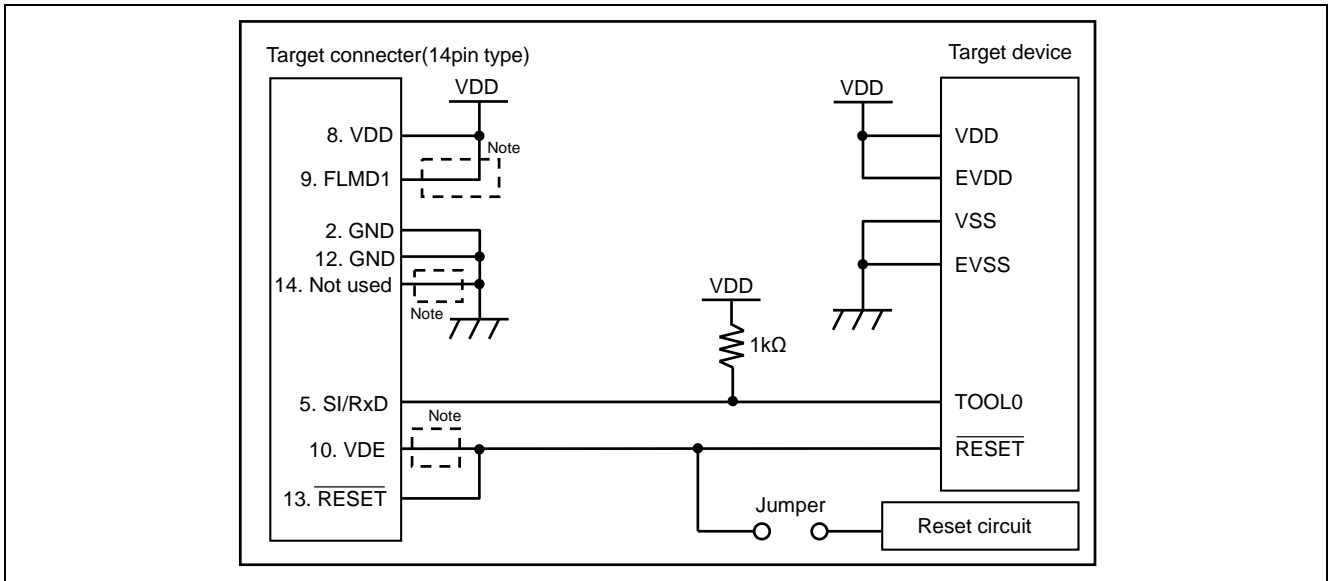 Target connecter(14pin type)
Target device
VDD
VDD
8. VDD
Note
9. FLMD1
VDD
EVDD
2. GND
12. GND
14. Not used
Note
VSS
EVSS
VDD
1kΩ
5. SI/RxD
TOOL0
Note
10. VDE
RESET
13. RESET
Jumper
Reset circuit